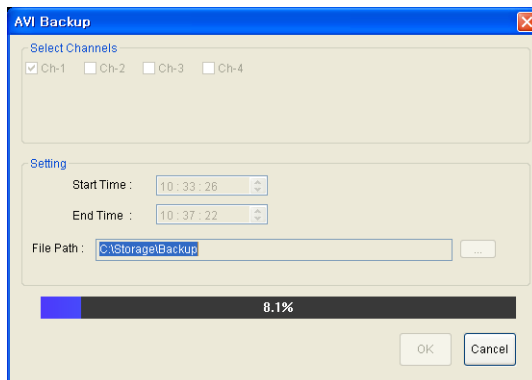 AVI Backup
Select Channels
Ch-1 Ch-2 Ch-3 Ch-4
Setting
Start Time : 10 : 33 : 26
End Time : 10 : 37 : 22
File Path : C:\Storage\Backup ...
8.1%
OK Cancel